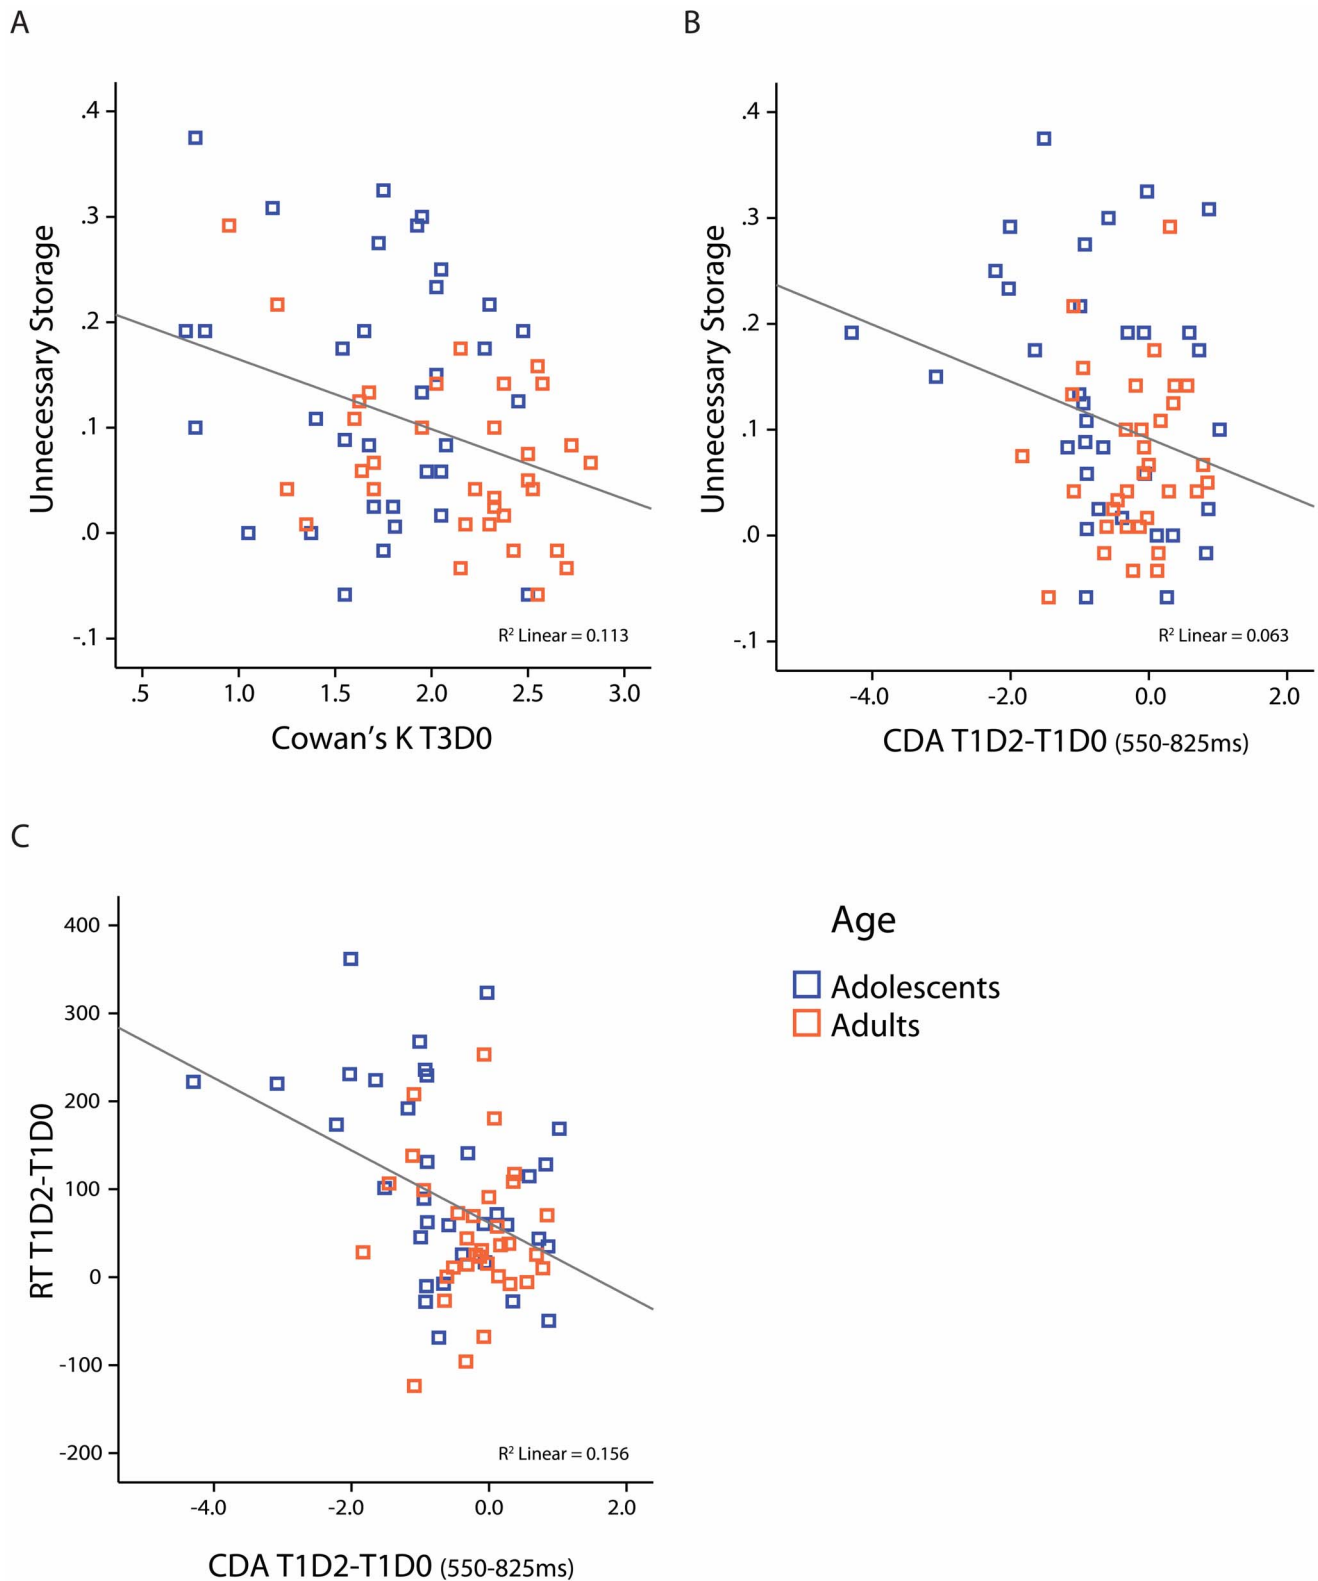 A
.4
.3
.2
.1
.0
-.1
Unnecessary Storage
R² Linear = 0.113
.5 1.0 1.5 2.0 2.5 3.0
Cowan's K T3D0
B
.4
.3
.2
.1
.0
-.1
Unnecessary Storage
R² Linear = 0.063
-4.0 -2.0 0.0 2.0
CDA T1D2-T1D0 (550-825ms)
C
400
300
200
100
0
-100
-200
RT T1D2-T1D0
R² Linear = 0.156
-4.0 -2.0 0.0 2.0
CDA T1D2-T1D0 (550-825ms)
Age
Adolescents
Adults